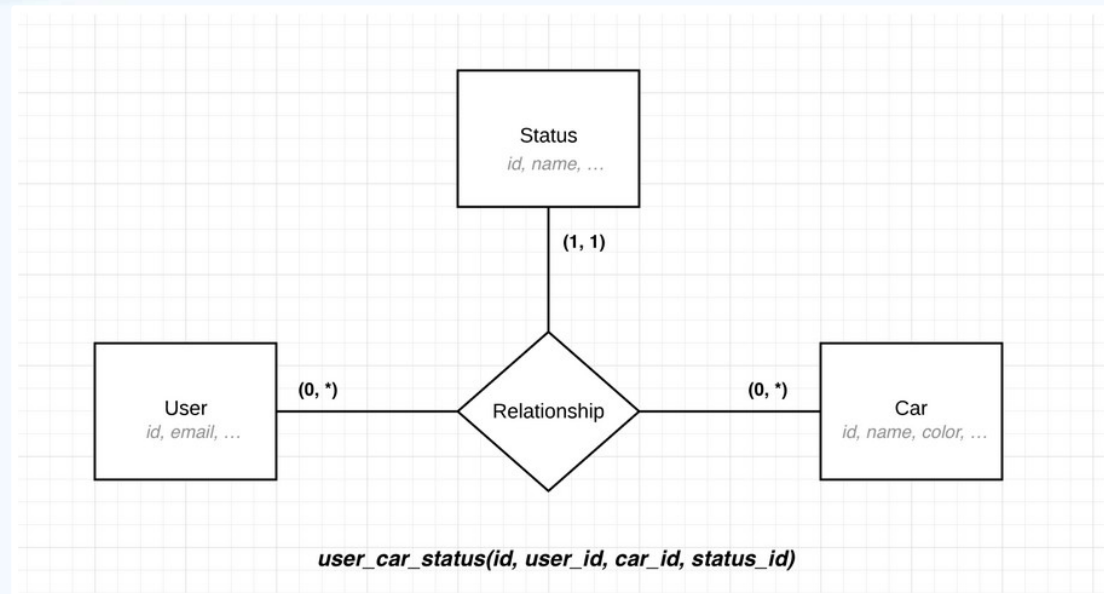 Status
id, name, …
(1, 1)
(0, *)
(0, *)
User
id, email, …
Relationship
Car
id, name, color, …
user_car_status(id, user_id, car_id, status_id)